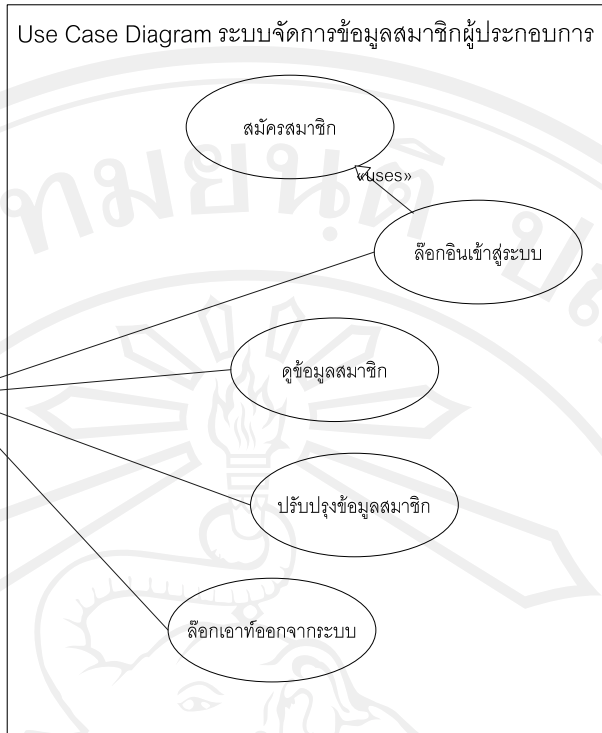 Use Case Diagram ระบบจัดการข้อมูลสมาชิกผู้ประกอบการ
สมัครสมาชิก
«uses»
ล๊อกอินเข้าสู่ระบบ
ดูข้อมูลสมาชิก
ปรับปรุงข้อมูลสมาชิก
ล๊อกเอาท์ออกจากระบบ